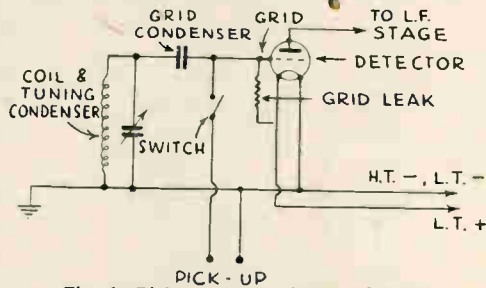 GRID
CONDENSER
GRID
TO L.F.
STAGE
DETECTOR
COIL &
TUNING
CONDENSER
GRID LEAK
SWITCH
H.T. –, L.T. –
L.T. +
PICK-UP